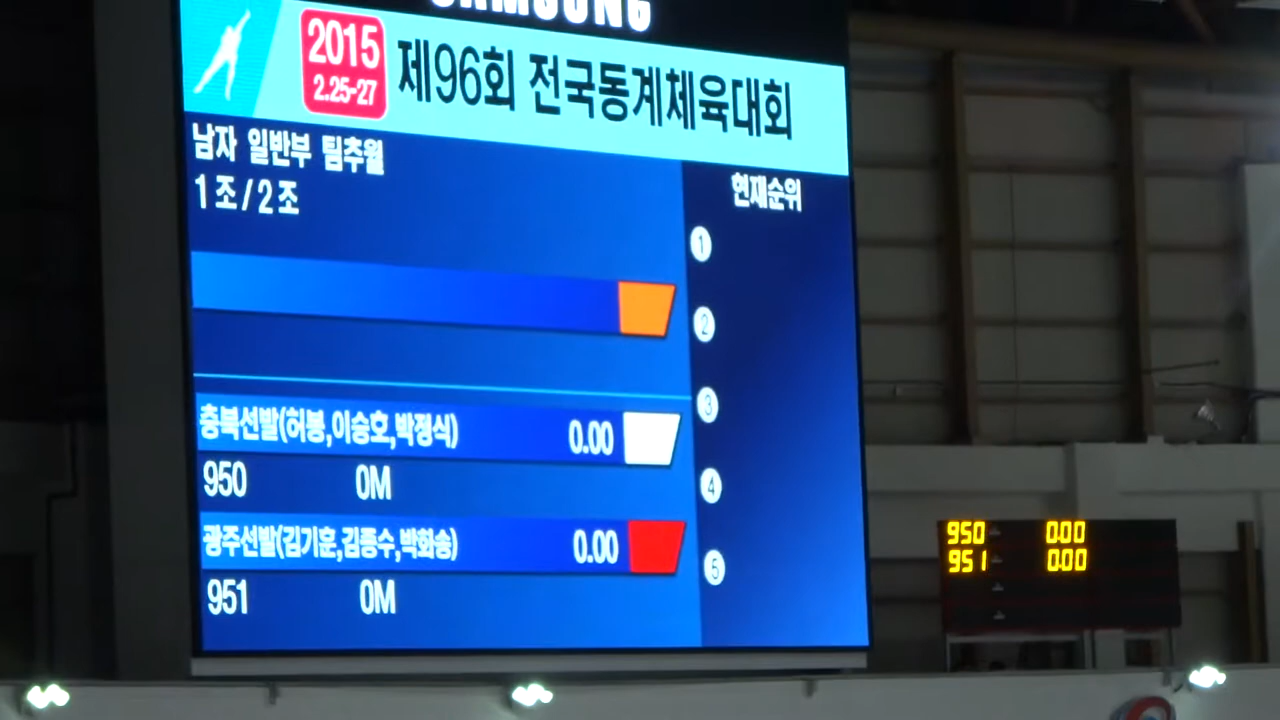 SAMSUNG
2015
2.25-27
제96회 전국동계체육대회
남자 일반부 팀추월
1조/2조
현재순위
1
2
3
4
5
충북선발(허봉,이승호,박정식) 0.00
950 0M
광주선발(김기훈,김종수,박화송) 0.00
951 0M
950 0.00
951 0.00